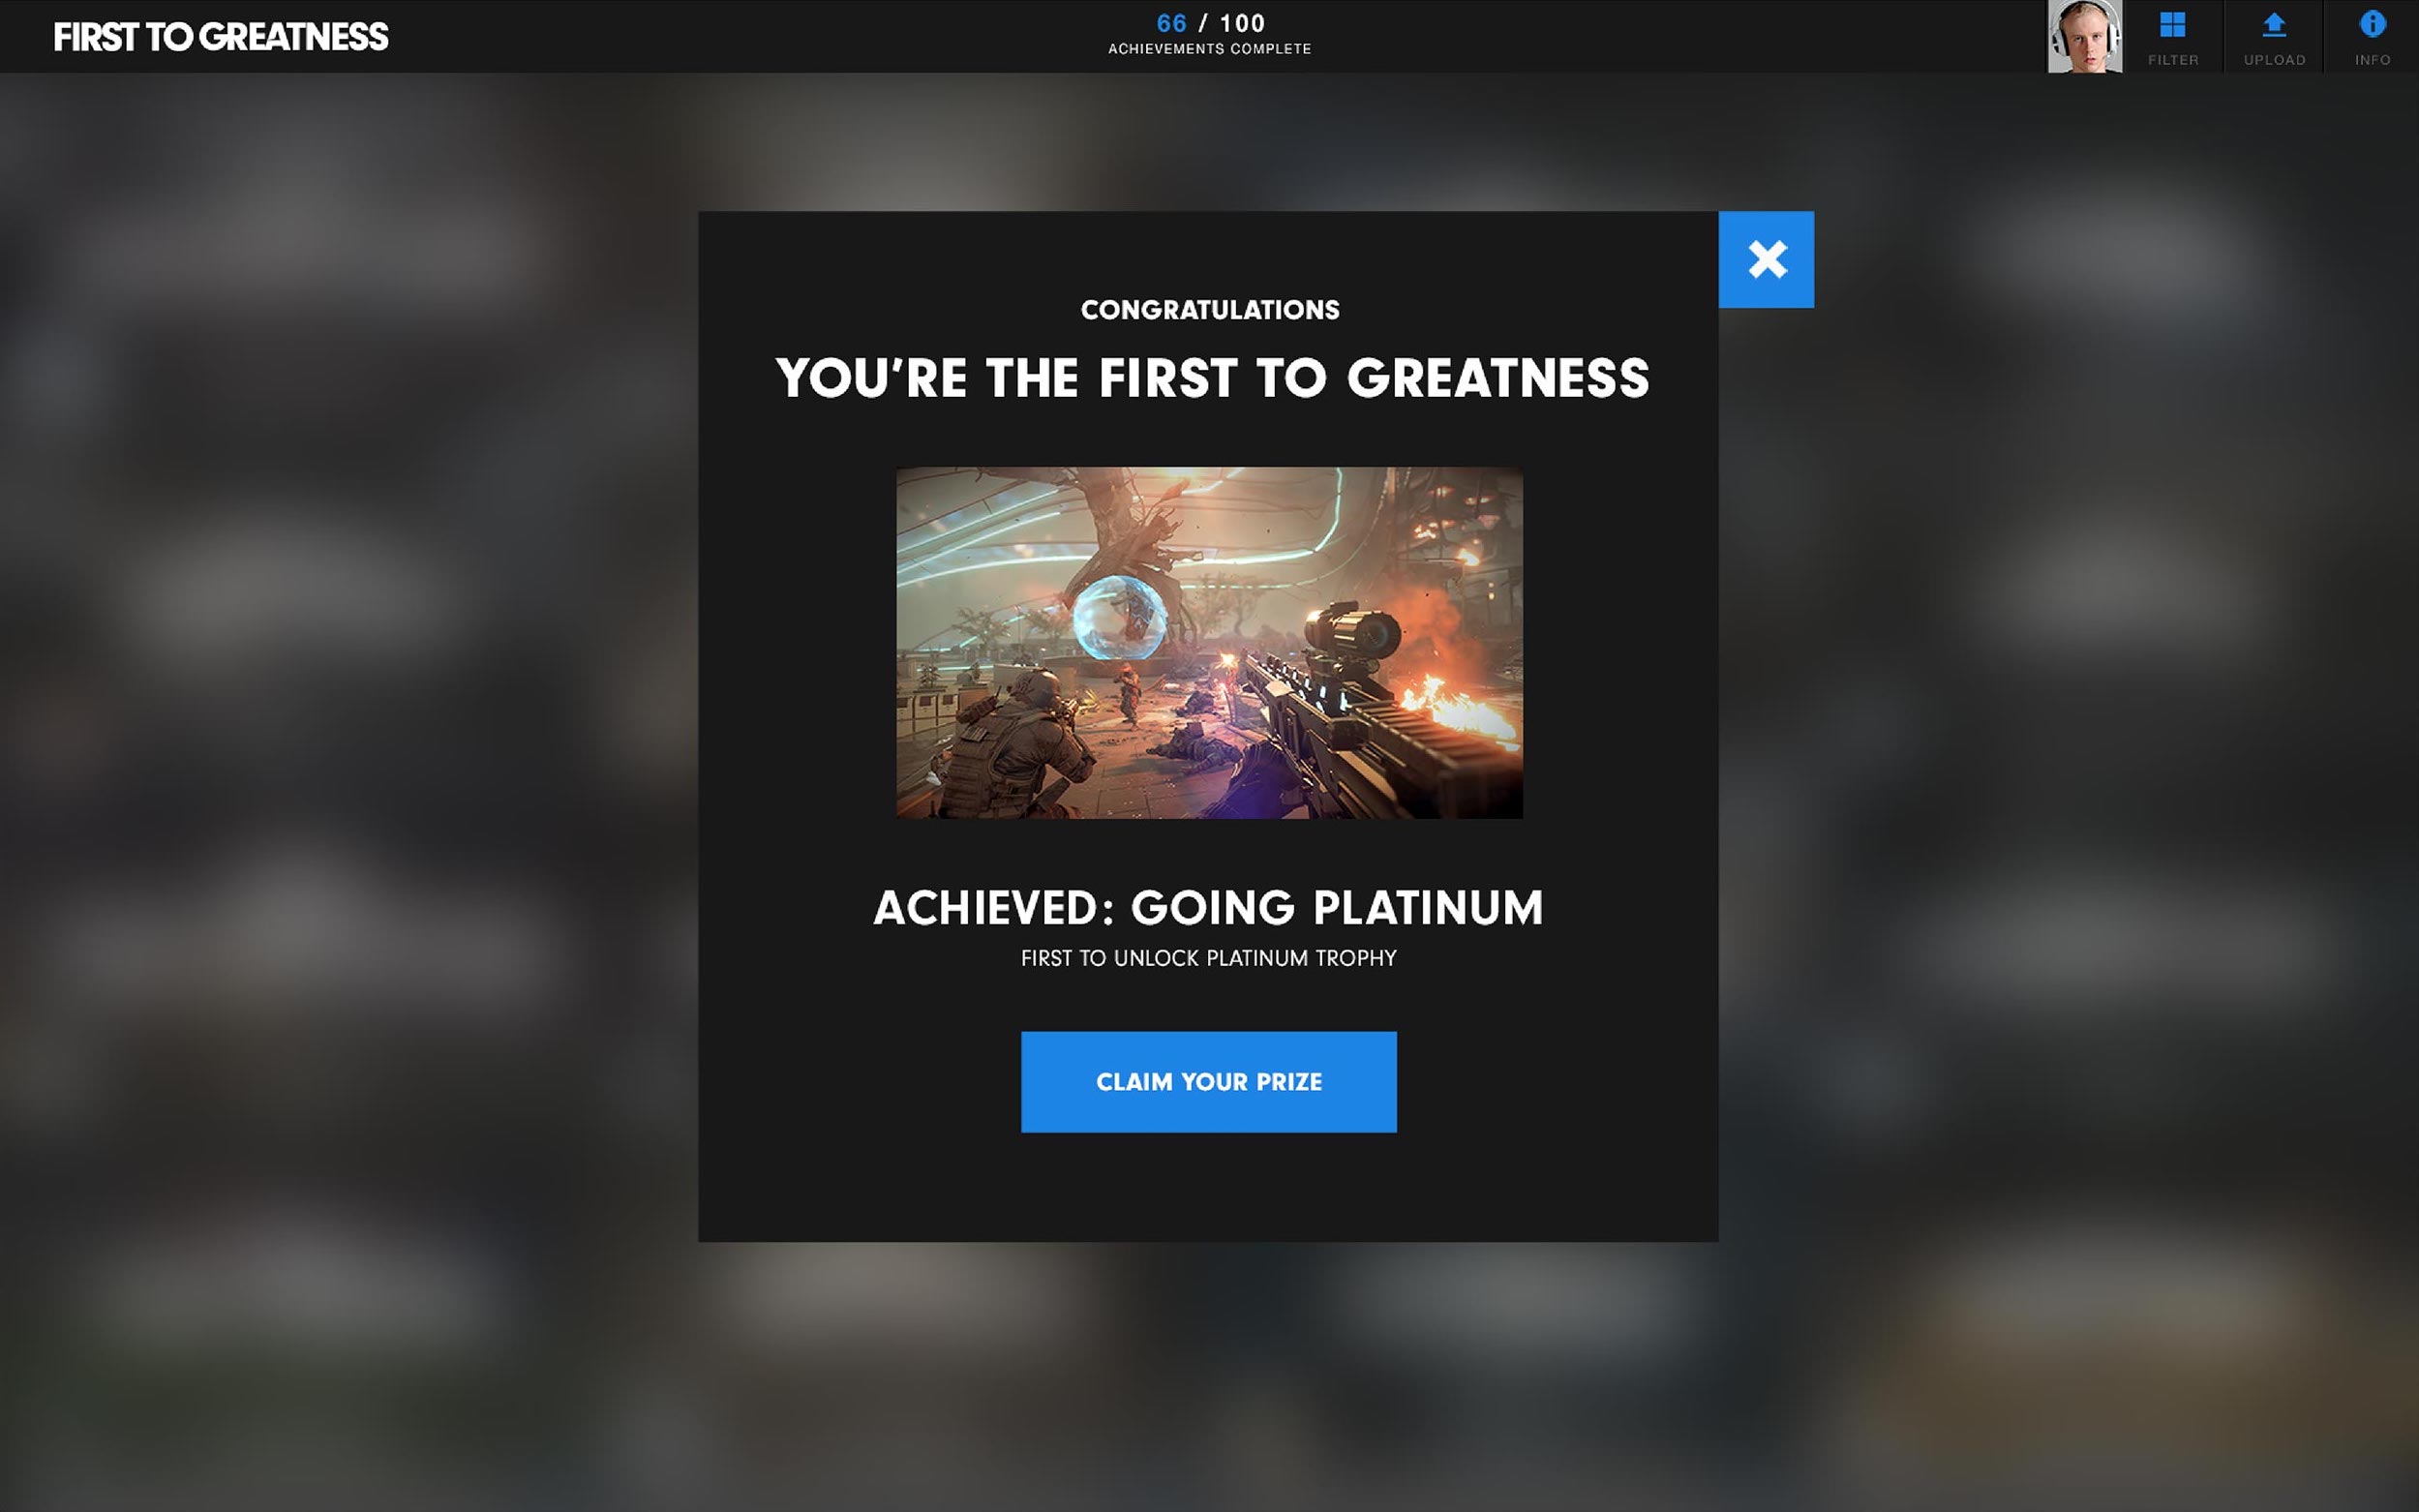 FIRST TO GREATNESS
66 / 100
ACHIEVEMENTS COMPLETE
FILTER
UPLOAD
INFO
CONGRATULATIONS
YOU'RE THE FIRST TO GREATNESS
ACHIEVED: GOING PLATINUM
FIRST TO UNLOCK PLATINUM TROPHY
CLAIM YOUR PRIZE